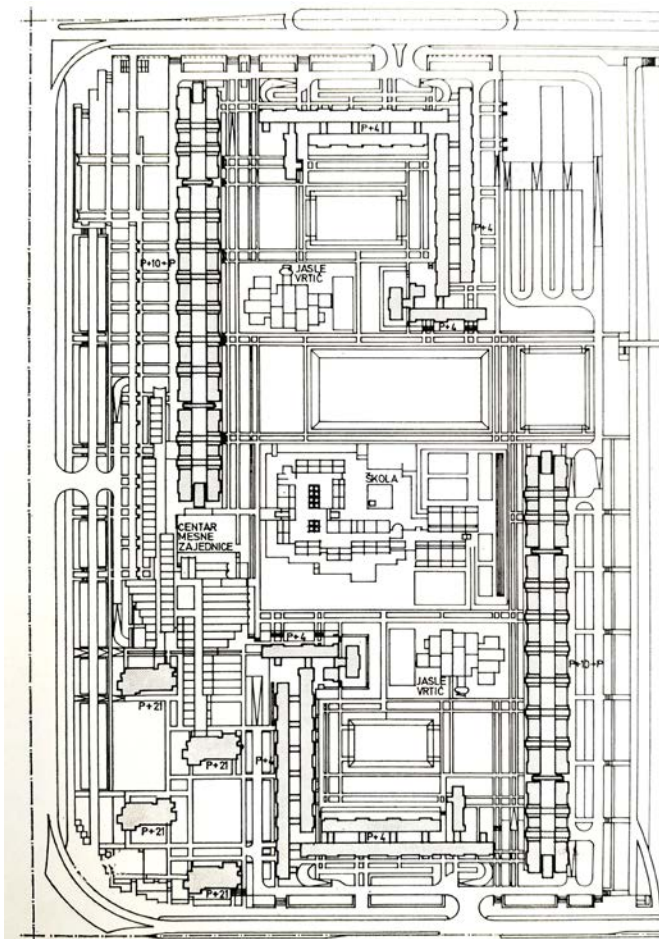 P+4
P+4
P+10+P
JASLE
VRTIĆ
P+4
ŠKOLA
CENTAR
MESNE
ZAJEDNICE
P+4
P+10+P
JASLE
VRTIĆ
P+21
P+4
P+21
P+21
P+4
P+21